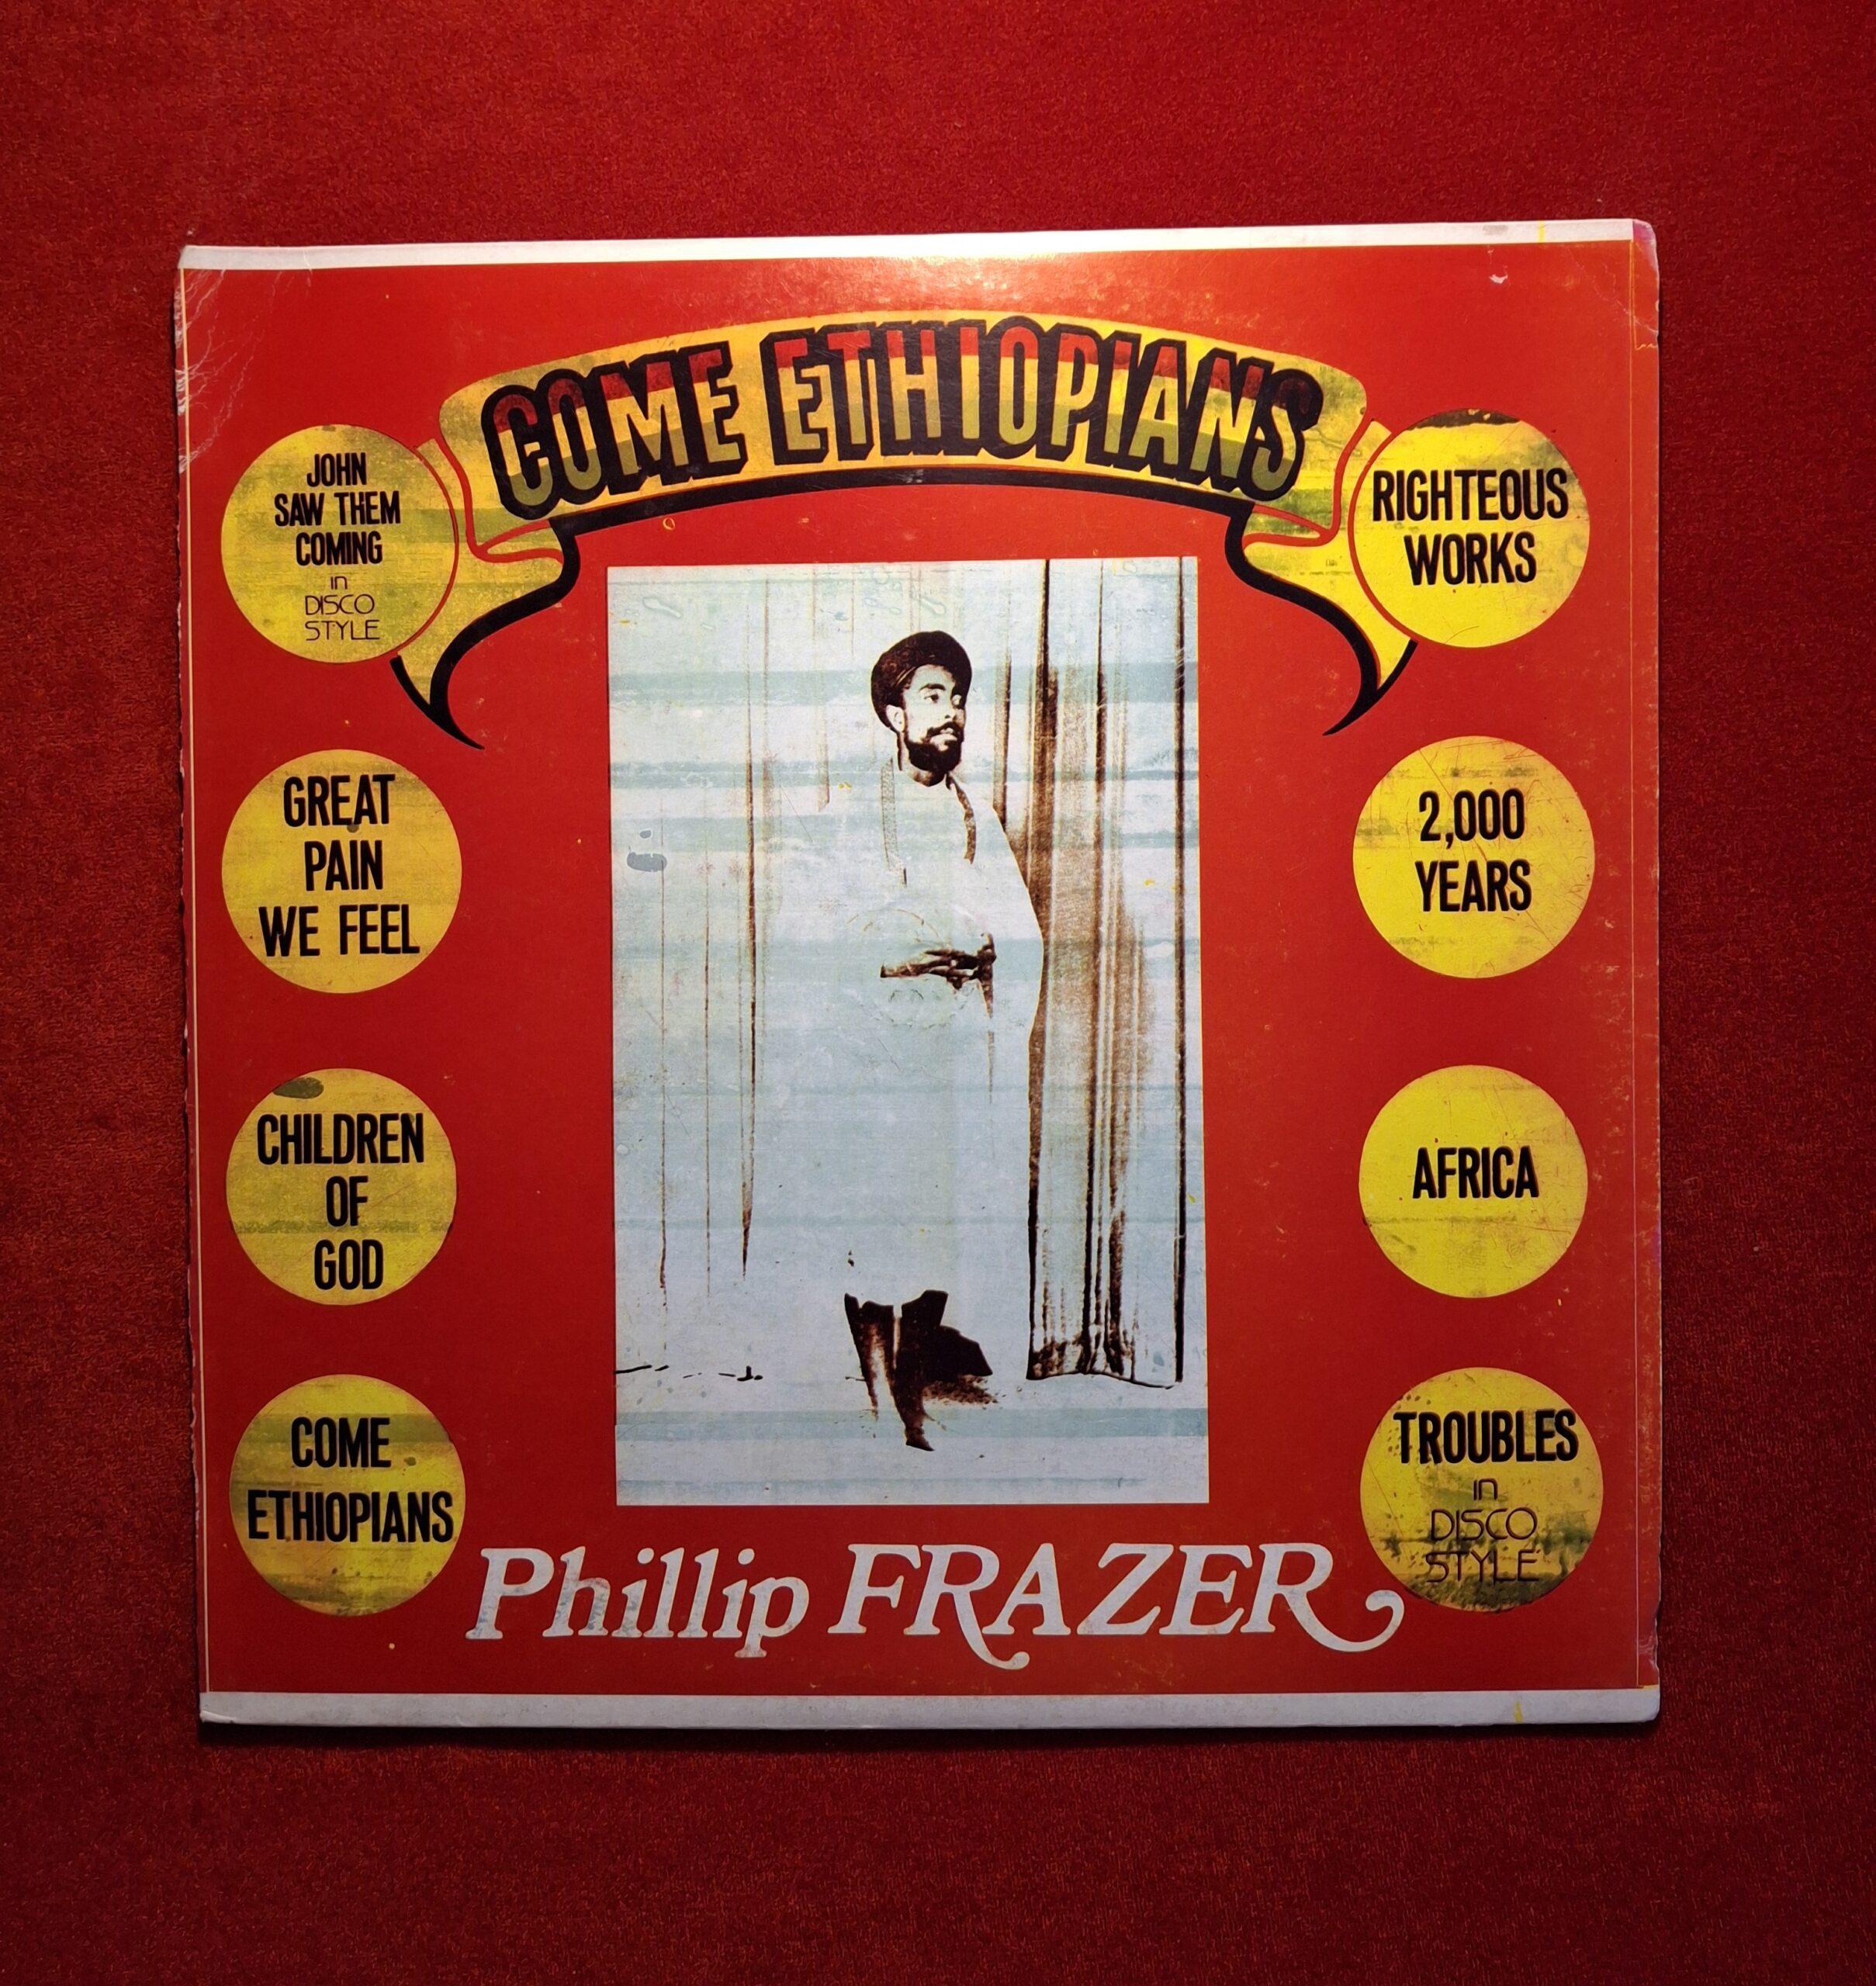 COME ETHIOPIANS
JOHN
SAW THEM
COMING
in
DISCO
STYLE
GREAT
PAIN
WE FEEL
CHILDREN
OF
GOD
COME
ETHIOPIANS
RIGHTEOUS
WORKS
2,000
YEARS
AFRICA
TROUBLES
in
DISCO
STYLE
Phillip FRAZER